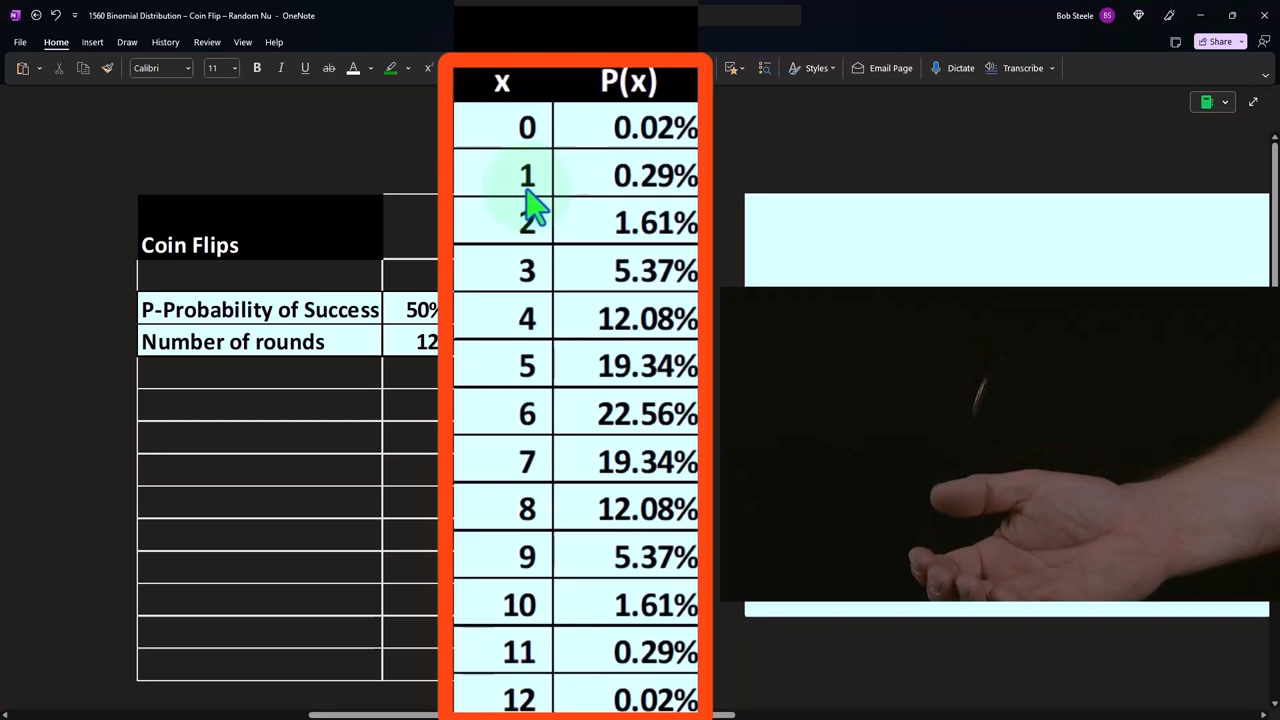 1560 Binomial Distribution – Coin Flip – Random Nu - OneNote
Bob Steele
BS
File Home Insert Draw History Review View Help
Share
Calibri 11 B I U ab A x Styles Email Page Dictate Transcribe
x P(x)
0 0.02%
1 0.29%
2 1.61%
3 5.37%
4 12.08%
5 19.34%
6 22.56%
7 19.34%
8 12.08%
9 5.37%
10 1.61%
11 0.29%
12 0.02%
Coin Flips
P-Probability of Success 50%
Number of rounds 12